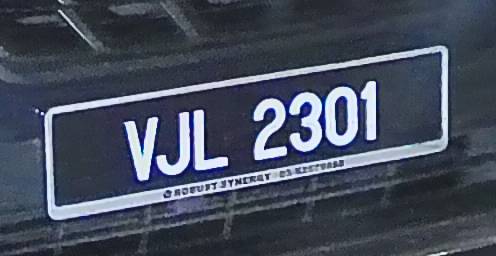 VJL 2301
ROBUST SYNERGY